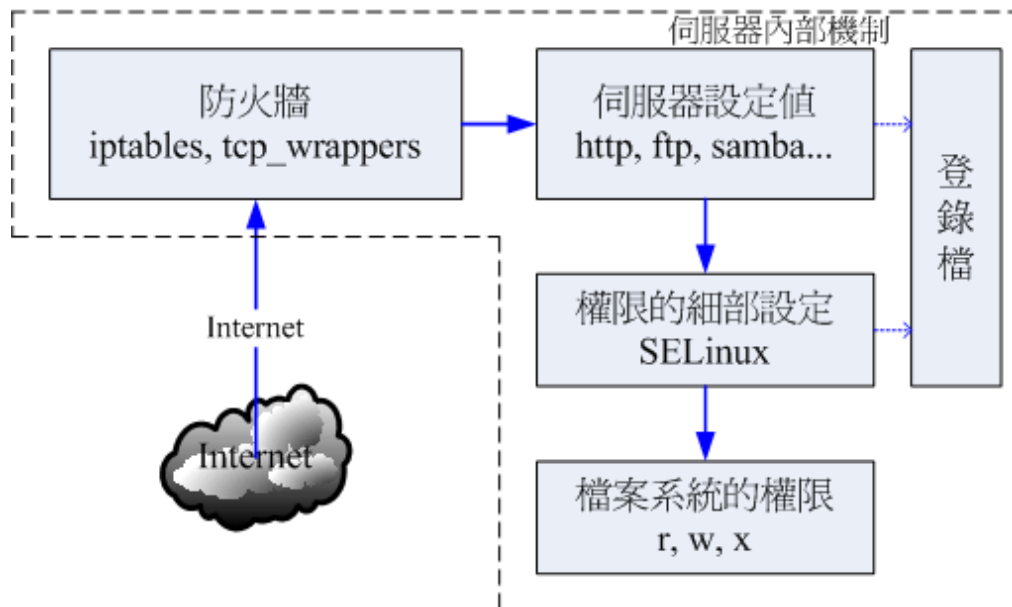 伺服器內部機制
防火牆
iptables, tcp_wrappers
伺服器設定值
http, ftp, samba...
登錄檔
權限的細部設定
SELinux
Internet
Internet
檔案系統的權限
r, w, x